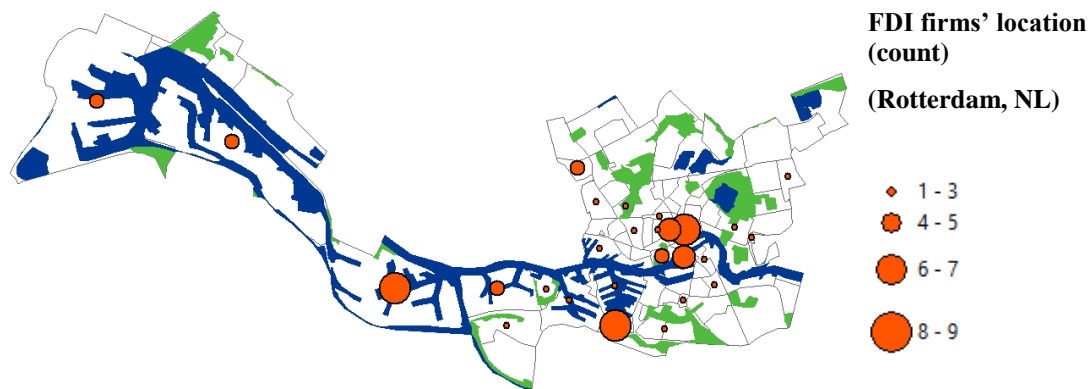 FDI firms’ location
(count)
(Rotterdam, NL)
1 - 3
4 - 5
6 - 7
8 - 9